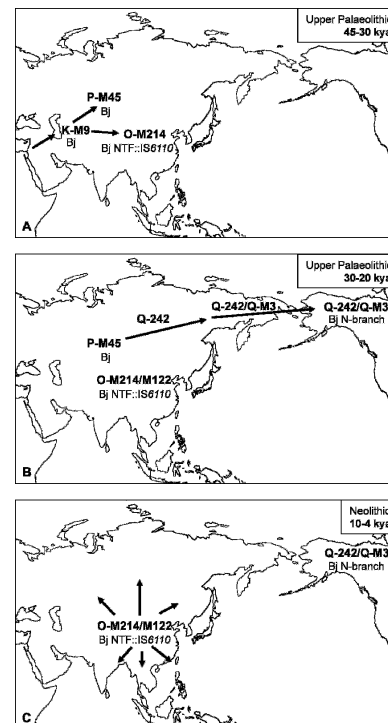 Upper Palaeolithic
45-30 kya
P-M45
Bj
K-M9
Bj
O-M214
Bj NTF::IS6110
A
Upper Palaeolithic
30-20 kya
Q-242
Q-242/Q-M3
Q-242/Q-M3
Bj N-branch
P-M45
Bj
O-M214/M122
Bj NTF::IS6110
B
Neolithic
10-4 kya
Q-242/Q-M3
Bj N-branch
O-M214/M122
Bj NTF::IS6110
C